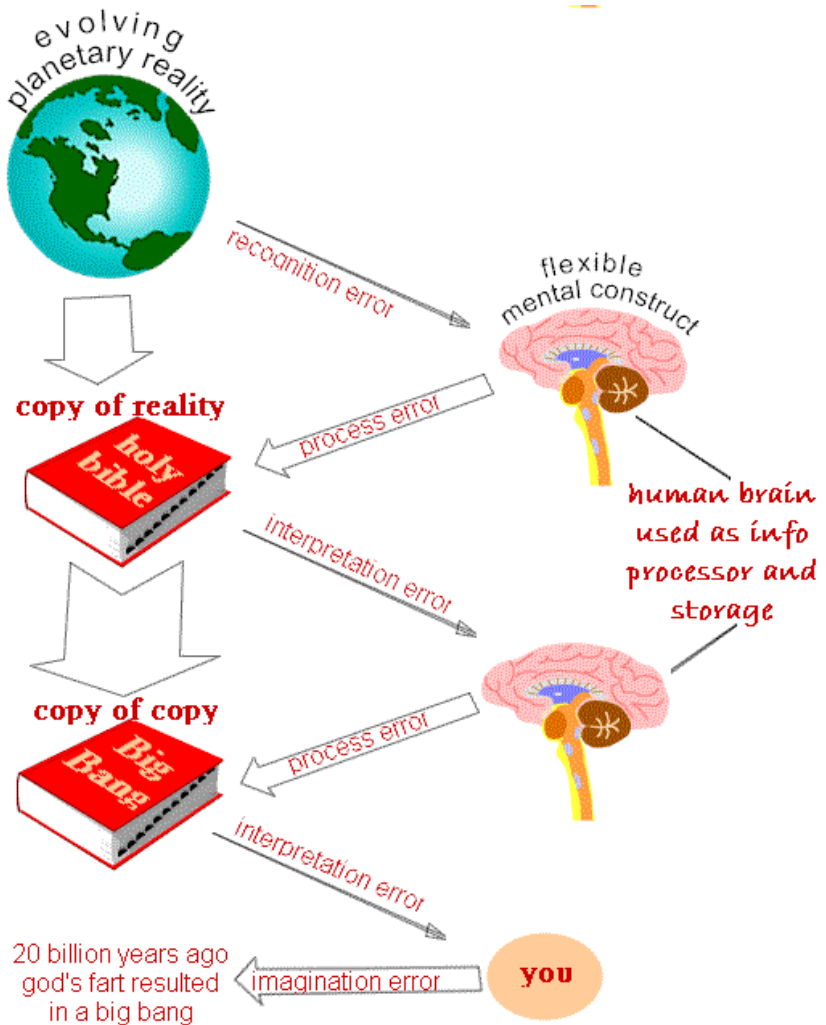 evolving
planetary reality
recognition error
flexible
mental construct
copy of reality
process error
holy
bible
human brain
used as info
processor and
storage
interpretation error
copy of copy
process error
Big
Bang
interpretation error
20 billion years ago
god's fart resulted
in a big bang
imagination error
you